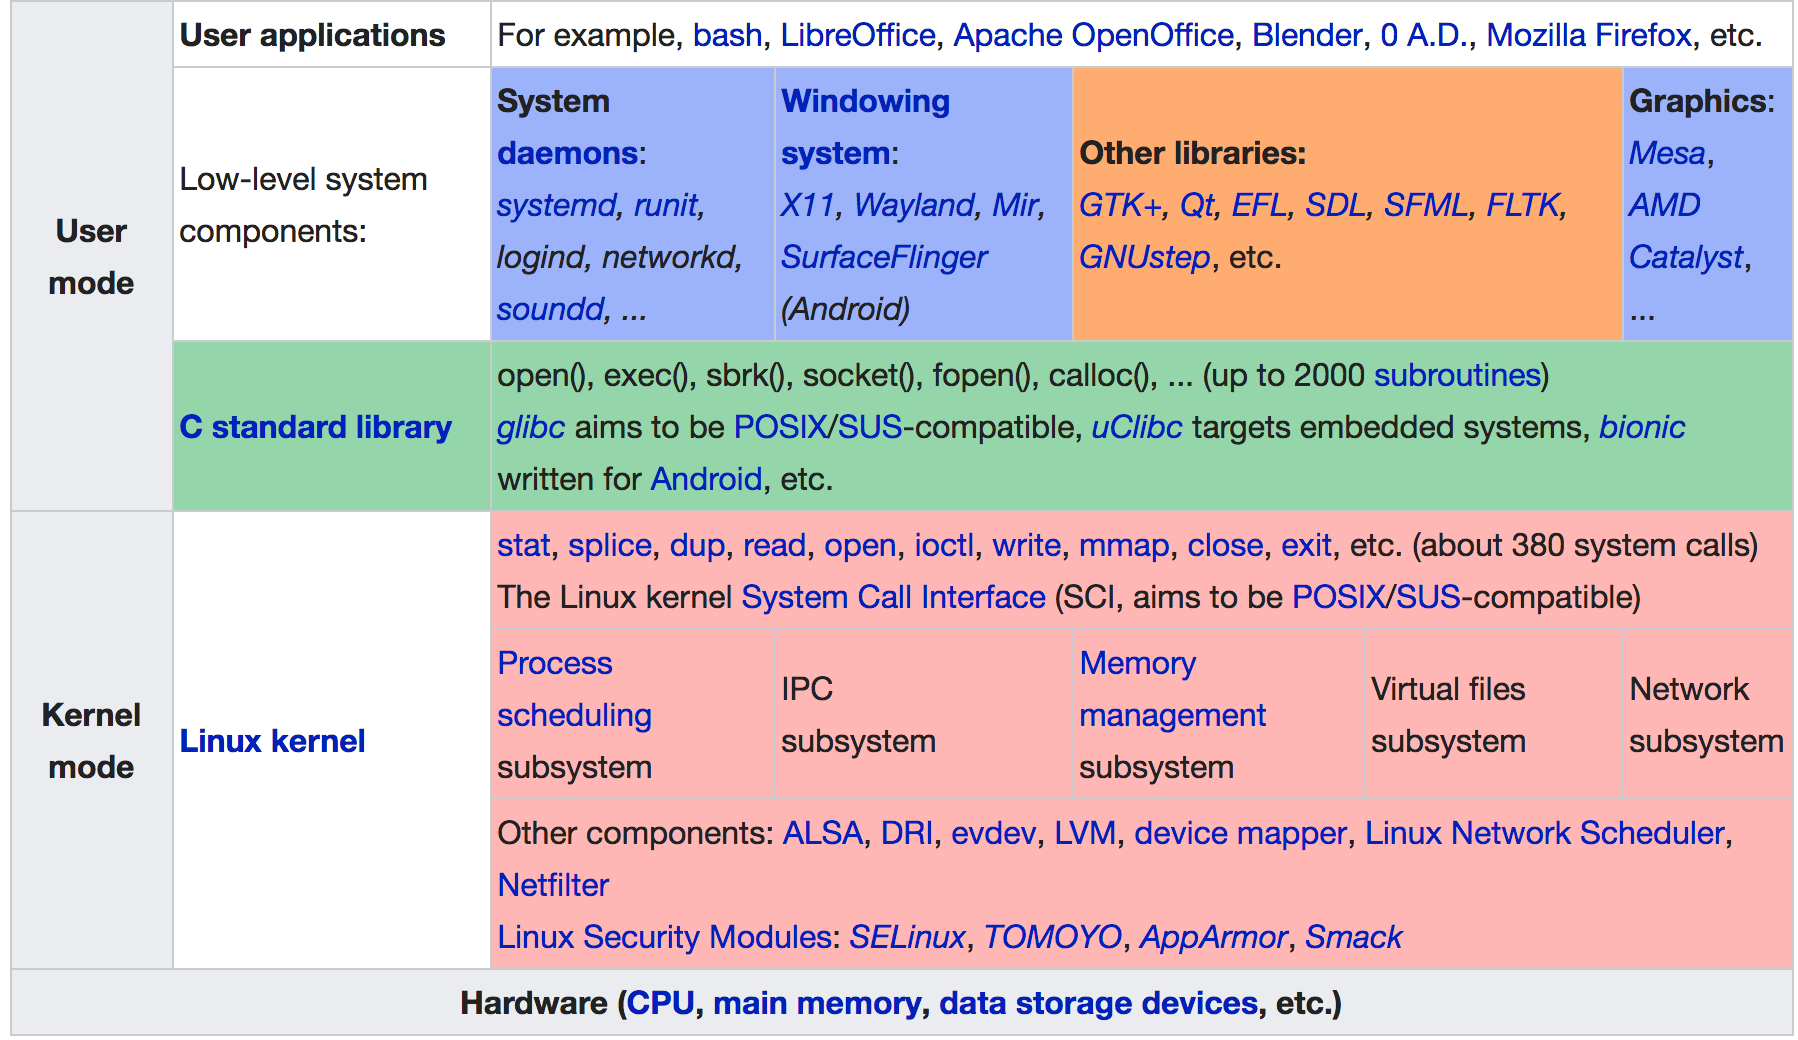 User mode
User applications
For example, bash, LibreOffice, Apache OpenOffice, Blender, 0 A.D., Mozilla Firefox, etc.
Low-level system
components:
System
daemons:
systemd, runit,
logind, networkd,
soundd, ...
Windowing
system:
X11, Wayland, Mir,
SurfaceFlinger
(Android)
Other libraries:
GTK+, Qt, EFL, SDL, SFML, FLTK,
GNUstep, etc.
Graphics:
Mesa,
AMD
Catalyst,
...
C standard library
open(), exec(), sbrk(), socket(), fopen(), calloc(), ... (up to 2000 subroutines)
glibc aims to be POSIX/SUS-compatible, uClibc targets embedded systems, bionic
written for Android, etc.
Kernel
mode
Linux kernel
stat, splice, dup, read, open, ioctl, write, mmap, close, exit, etc. (about 380 system calls)
The Linux kernel System Call Interface (SCI, aims to be POSIX/SUS-compatible)
Process
scheduling
subsystem
IPC
subsystem
Memory
management
subsystem
Virtual files
subsystem
Network
subsystem
Other components: ALSA, DRI, evdev, LVM, device mapper, Linux Network Scheduler,
Netfilter
Linux Security Modules: SELinux, TOMOYO, AppArmor, Smack
Hardware (CPU, main memory, data storage devices, etc.)